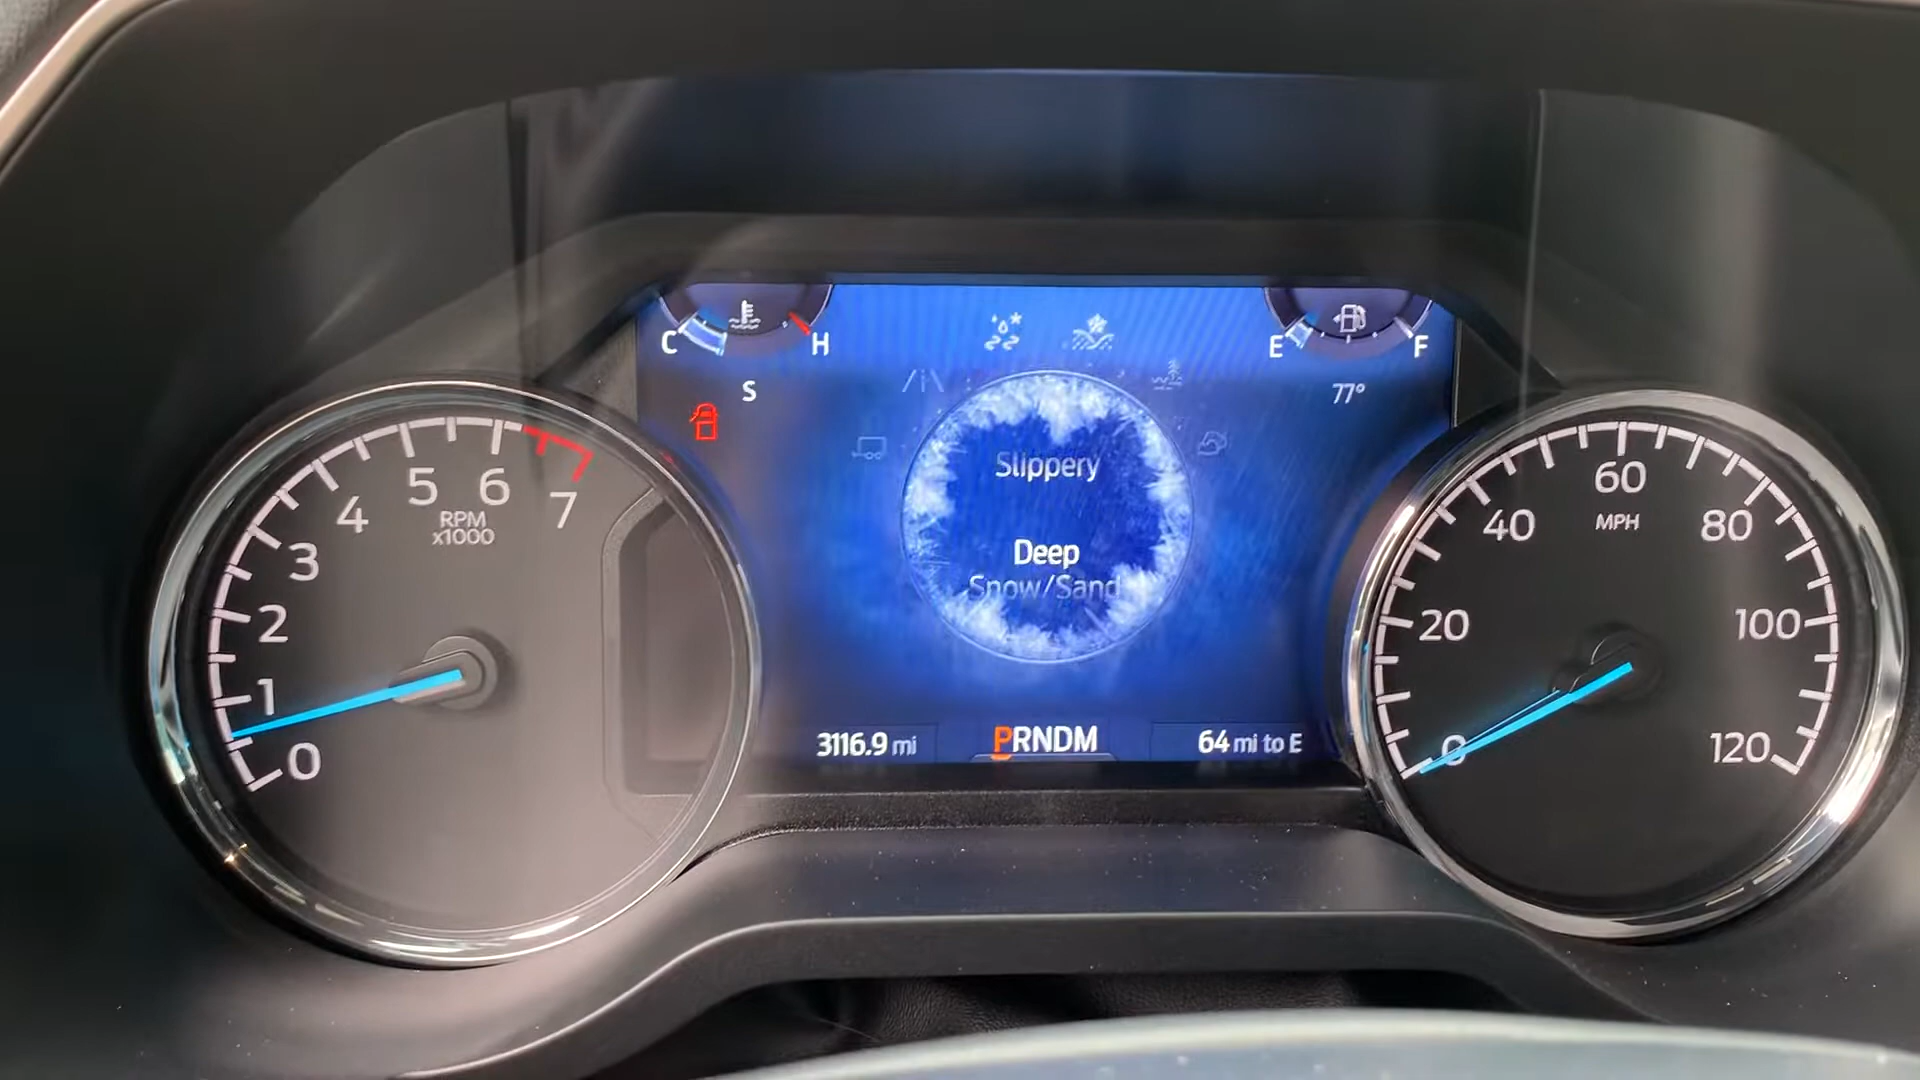 C
H
E
F
S
77°
Slippery
Deep
Snow/Sand
0
1
2
3
4
5
6
7
RPM
x1000
0
20
40
60
80
100
120
MPH
3116.9 mi
PRNDM
64 mi to E